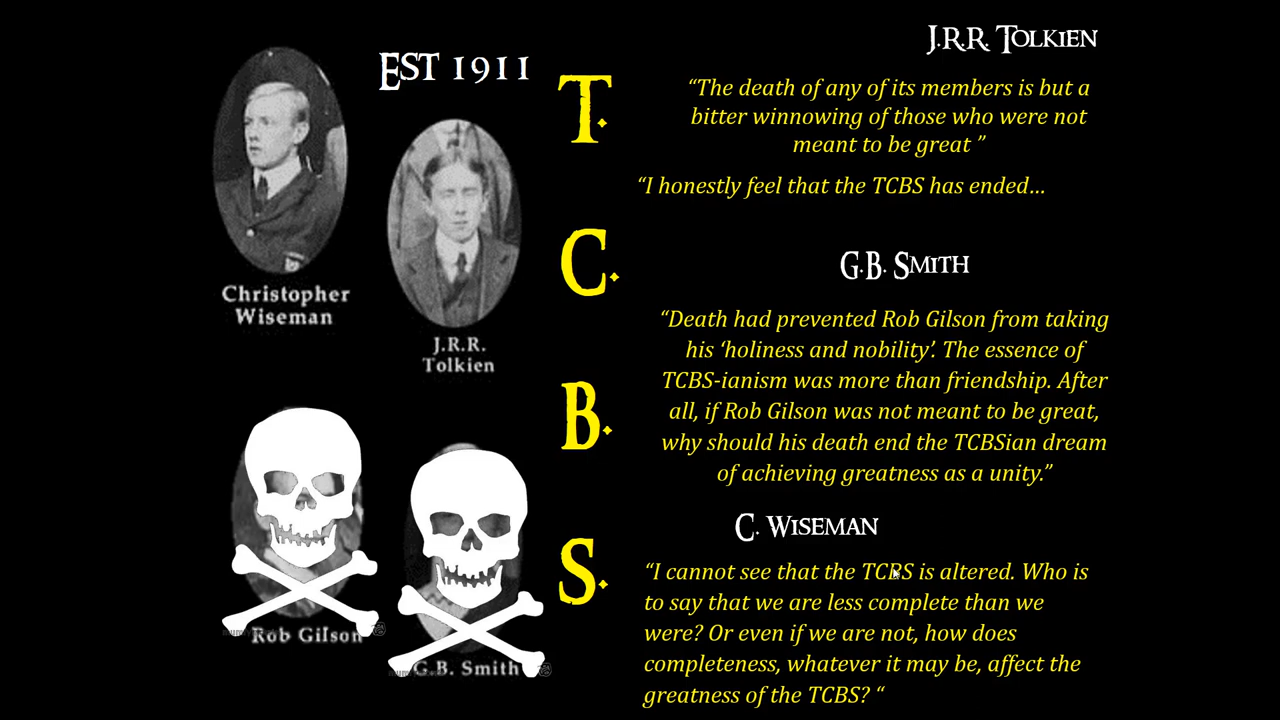 EST 1911
Christopher
Wiseman
J.R.R.
Tolkien
Rob Gilson
G.B. Smith
T.
C.
B.
S.
J.R.R. Tolkien
“The death of any of its members is but a
bitter winnowing of those who were not
meant to be great ”
“I honestly feel that the TCBS has ended...
G.B. Smith
“Death had prevented Rob Gilson from taking
his ‘holiness and nobility’. The essence of
TCBS-ianism was more than friendship. After
all, if Rob Gilson was not meant to be great,
why should his death end the TCBSian dream
of achieving greatness as a unity.”
C. Wiseman
“I cannot see that the TCBS is altered. Who is
to say that we are less complete than we
were? Or even if we are not, how does
completeness, whatever it may be, affect the
greatness of the TCBS? “